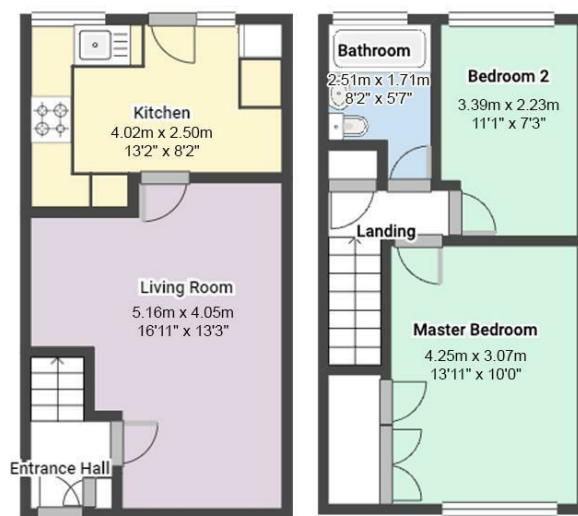 Kitchen
4.02m x 2.50m
13'2" x 8'2"
Living Room
5.16m x 4.05m
16'11" x 13'3"
Entrance Hall
Bathroom
2.51m x 1.71m
8'2" x 5'7"
Bedroom 2
3.39m x 2.23m
11'1" x 7'3"
Landing
Master Bedroom
4.25m x 3.07m
13'11" x 10'0"